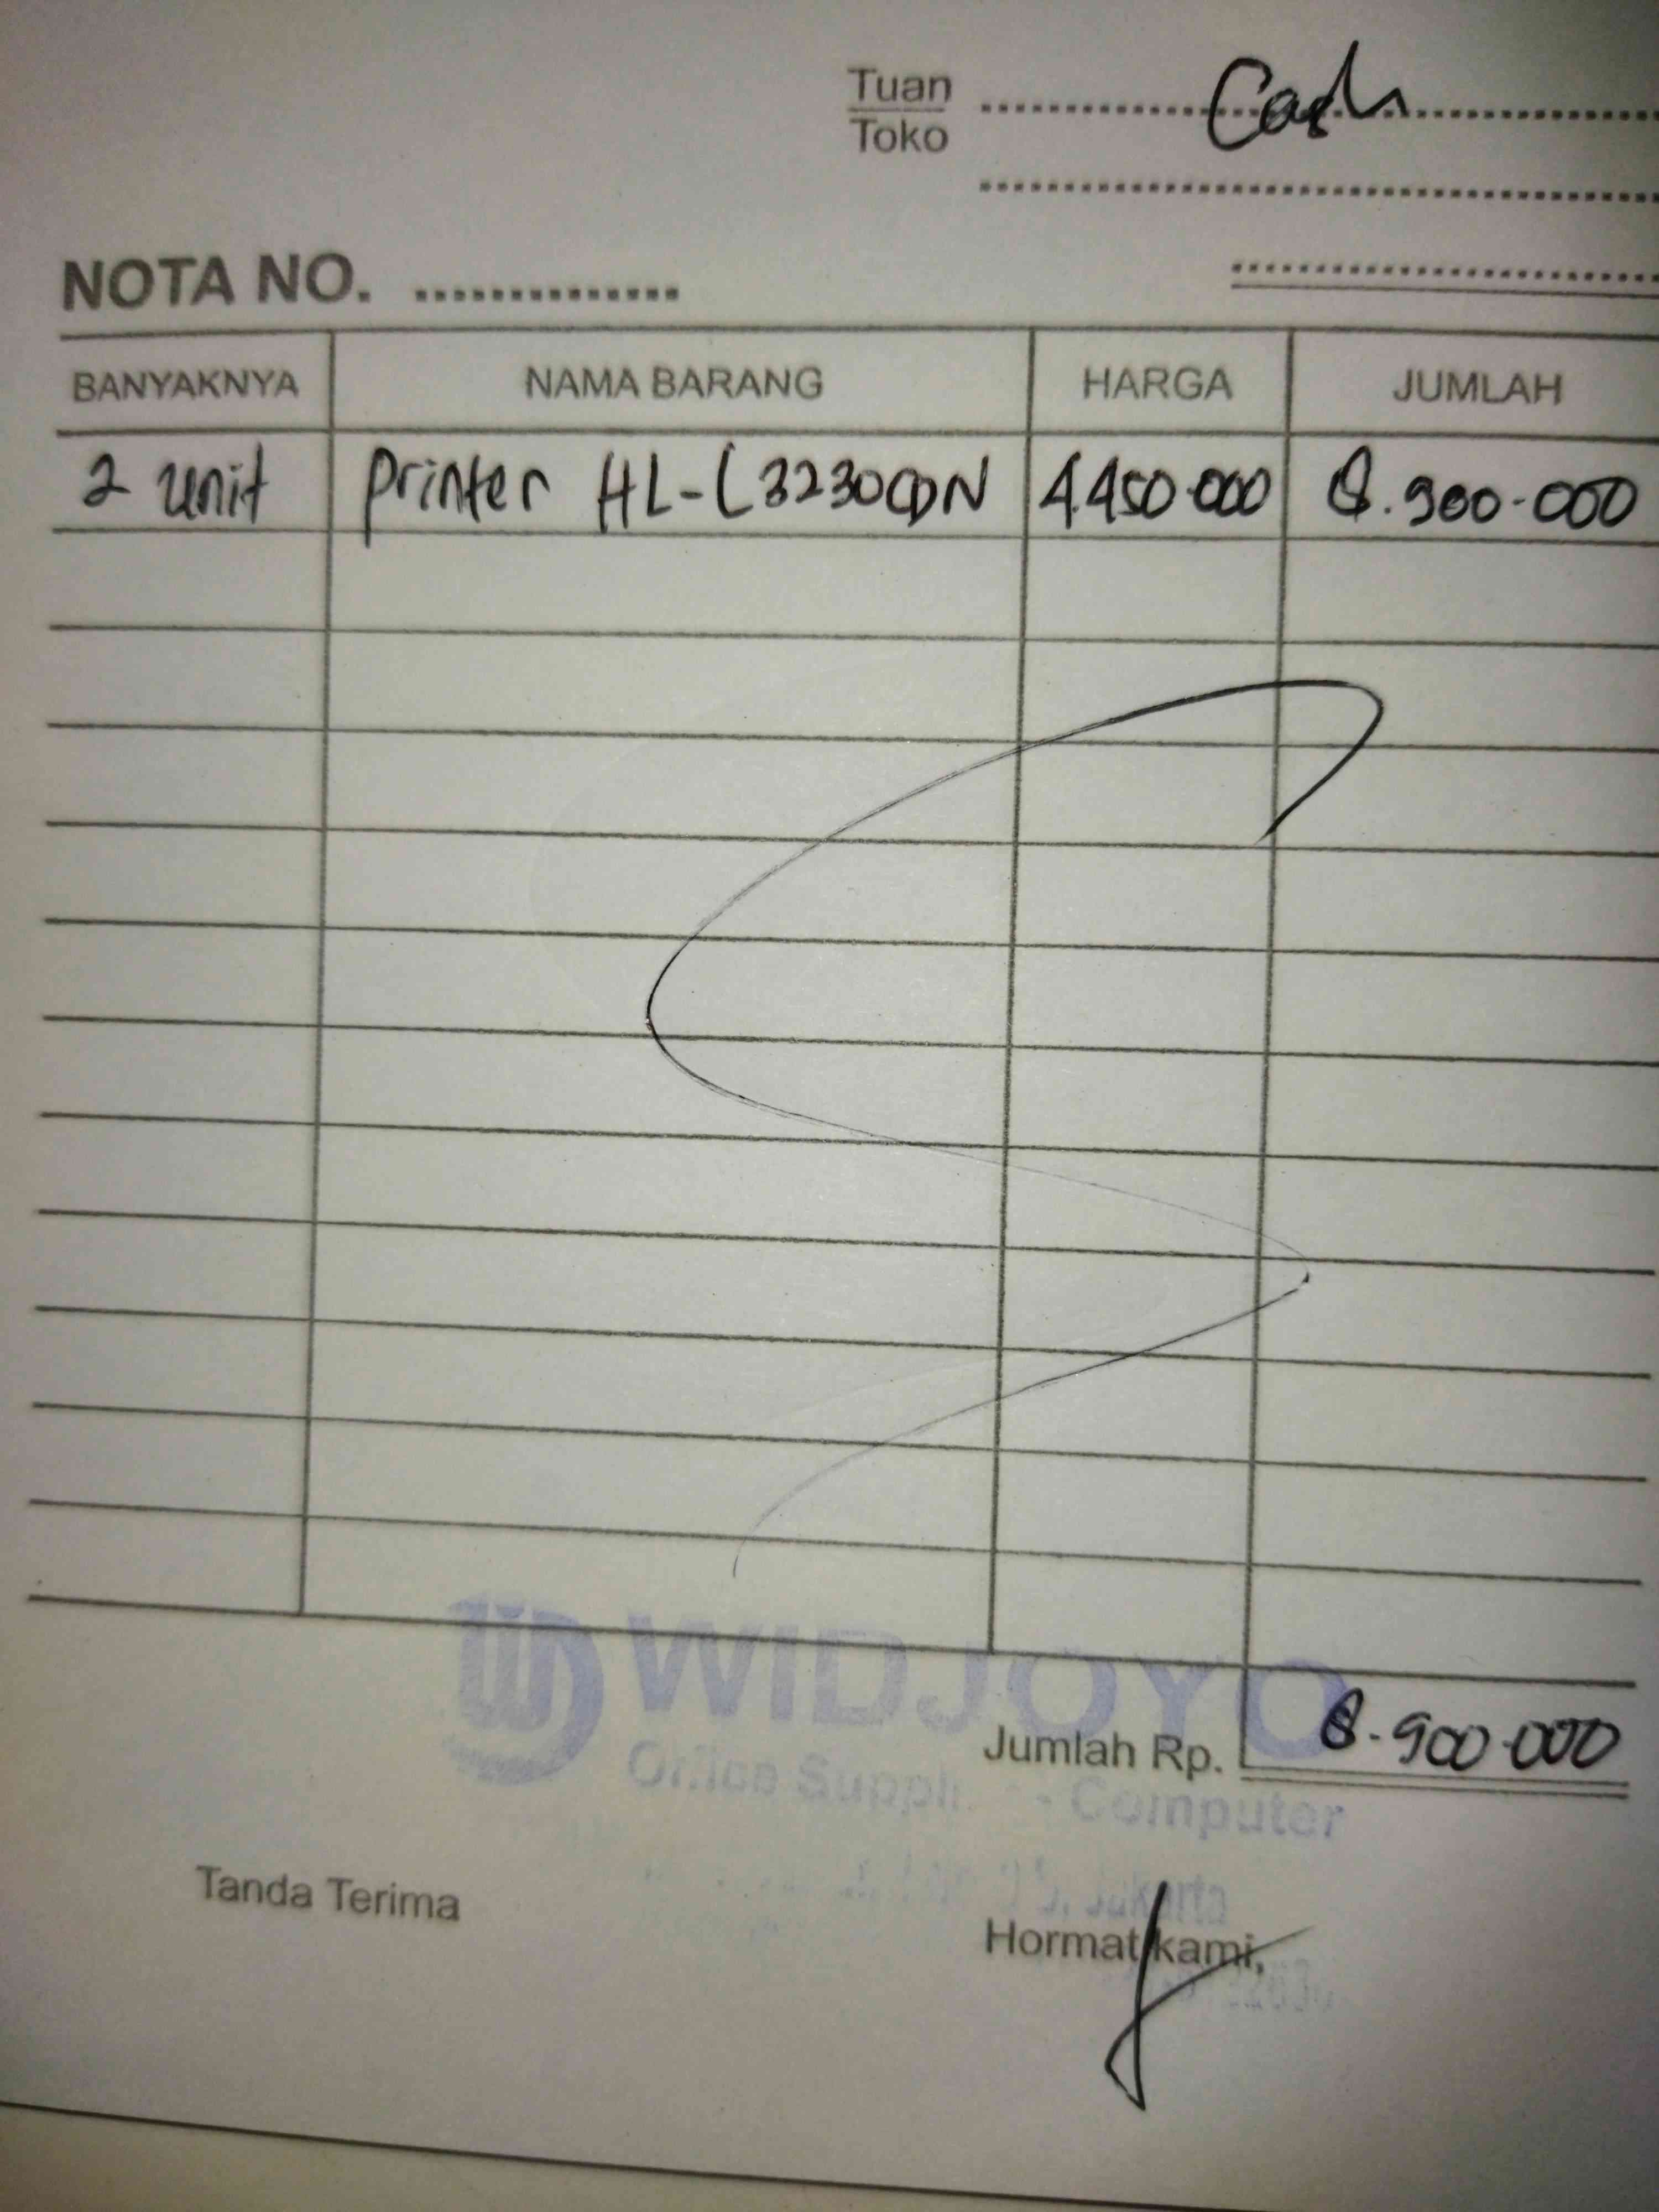 Tuan Cash
Toko
NOTA NO. ..............
BANYAKNYA NAMA BARANG HARGA JUMLAH
2 unit Printer HL-L3230CDN 4.450.000 8.900.000
WIDJOYO
Jumlah Rp. 8.900.000
Office - Computer
Tanda Terima
Jakarta
Hormat kami,